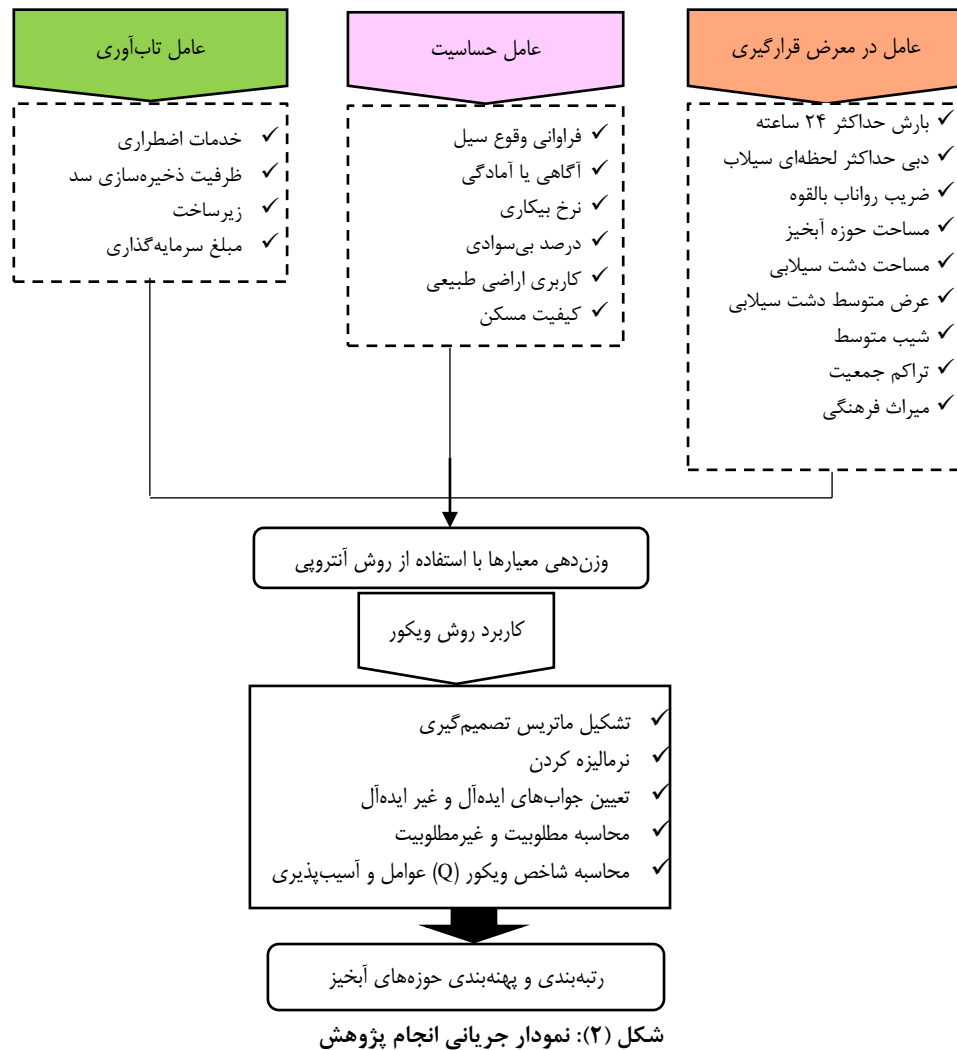 عامل در معرض قرارگیری
بارش حداکثر ۲۴ ساعته
دبی حداکثر لحظه‌ای سیلاب
ضریب رواناب بالقوه
مساحت حوزه آبخیز
مساحت دشت سیلابی
عرض متوسط دشت سیلابی
شیب متوسط
تراکم جمعیت
میراث فرهنگی
عامل حساسیت
فراوانی وقوع سیل
آگاهی یا آمادگی
نرخ بیکاری
درصد بی‌سوادی
کاربری اراضی طبیعی
کیفیت مسکن
عامل تاب‌آوری
خدمات اضطراری
ظرفیت ذخیره‌سازی سد
زیرساخت
مبلغ سرمایه‌گذاری
وزن‌دهی معیارها با استفاده از روش آنتروپی
کاربرد روش ویکور
تشکیل ماتریس تصمیم‌گیری
نرمالیزه کردن
تعیین جواب‌های ایده‌آل و غیر ایده‌آل
محاسبه مطلوبیت و غیرمطلوبیت
محاسبه شاخص ویکور (Q) عوامل و آسیب‌پذیری
رتبه‌بندی و پهنه‌بندی حوزه‌های آبخیز
شکل (۲): نمودار جریانی انجام پژوهش